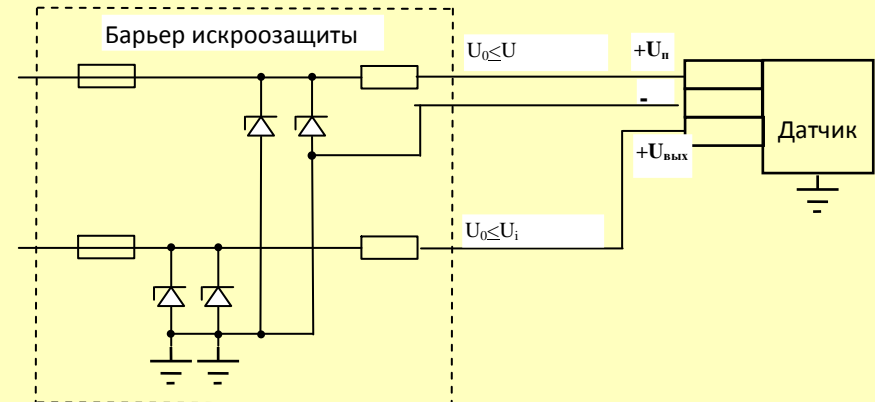 Барьер искроозащиты
U₀≤U
+Uп
-
Датчик
+Uвых
U₀≤Uᵢ